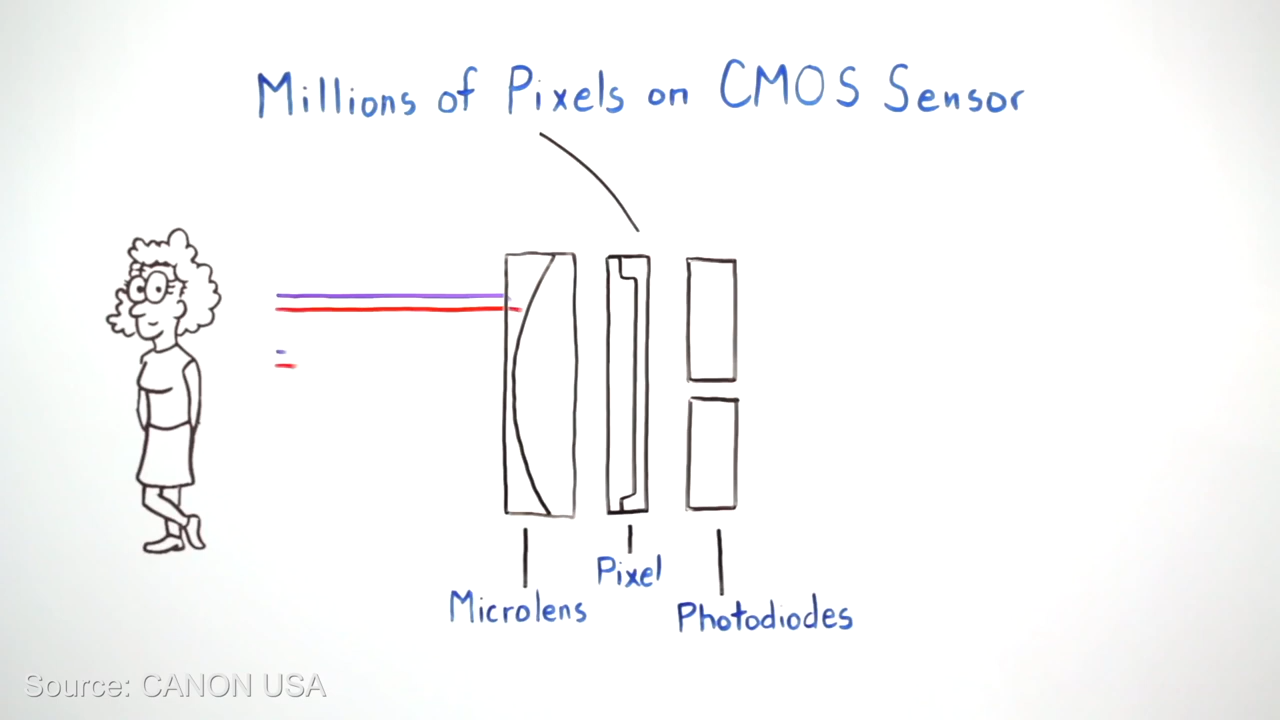 Millions of Pixels on CMOS Sensor
Pixel
Microlens
Photodiodes
Source: CANON USA